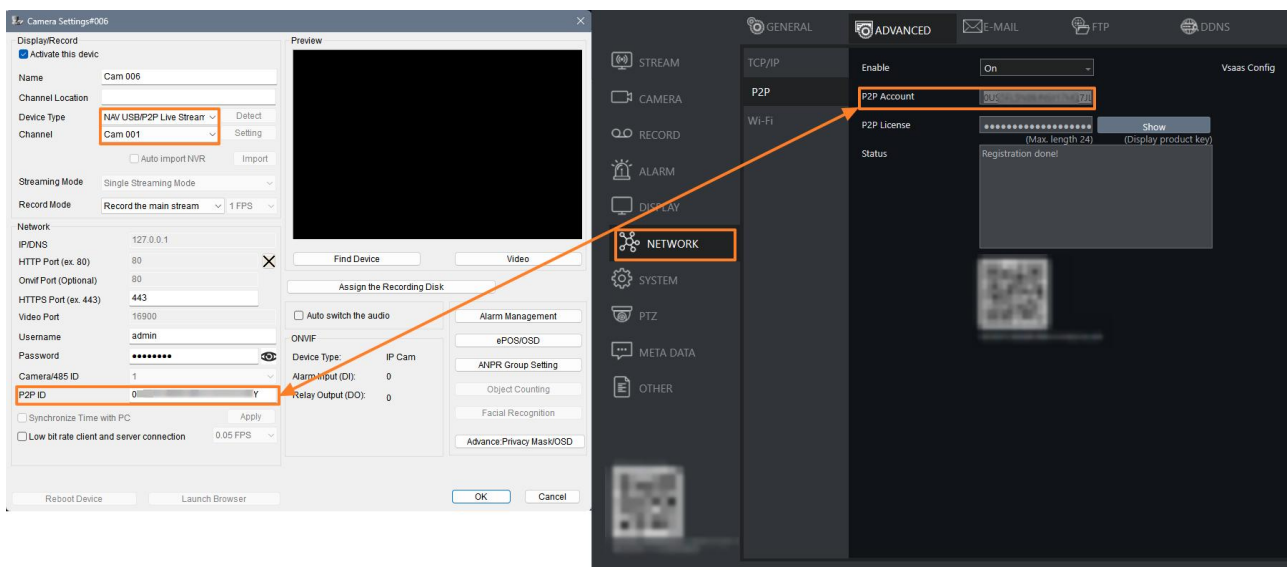 Camera Settings#006
Display/Record
Activate this devic
Name Cam 006
Channel Location
Device Type NAV USB/P2P Live Stream Detect
Channel Cam 001 Setting
Auto import NVR Import
Streaming Mode Single Streaming Mode
Record Mode Record the main stream 1 FPS
Network
IP/DNS 127.0.0.1
HTTP Port (ex. 80) 80
Onvif Port (Optional) 80
HTTPS Port (ex. 443) 443
Video Port 16900
Username admin
Password ••••••••
Camera/485 ID 1
P2P ID 0 Y
Synchronize Time with PC Apply
Low bit rate client and server connection 0.05 FPS
Reboot Device Launch Browser
Preview
Find Device Video
Assign the Recording Disk
Auto switch the audio
ONVIF
Device Type: IP Cam
Alarm Input (DI): 0
Relay Output (DO): 0
Alarm Management
ePOS/OSD
ANPR Group Setting
Object Counting
Facial Recognition
Advance:Privacy Mask/OSD
OK Cancel
GENERAL ADVANCED E-MAIL FTP DDNS
STREAM
CAMERA
RECORD
ALARM
DISPLAY
NETWORK
SYSTEM
PTZ
META DATA
OTHER
TCP/IP
P2P
Wi-Fi
Enable On Vsaas Config
P2P Account
P2P License ••••••••••••••••••• Show
(Max. length 24) (Display product key)
Status Registration done!